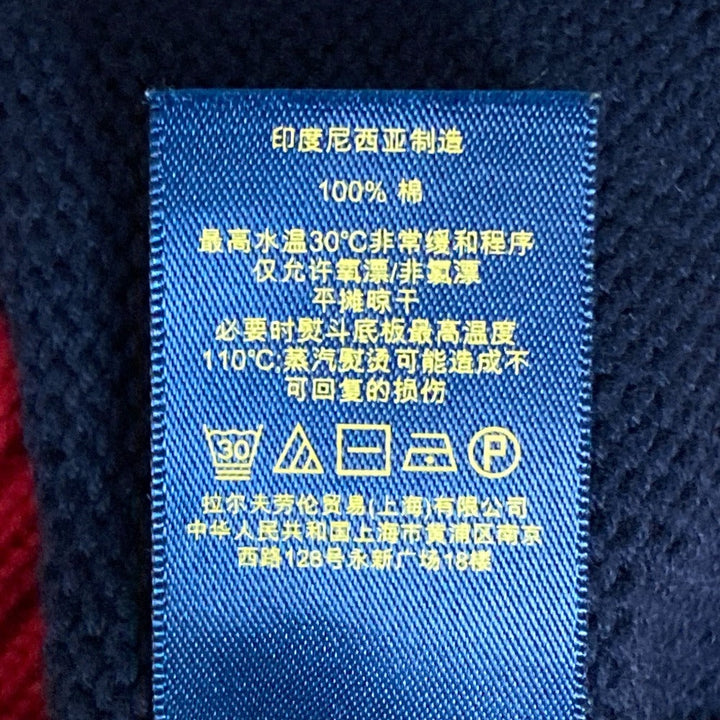 印度尼西亚制造
100% 棉
最高水温30℃非常缓和程序
仅允许氧漂/非氯漂
平摊晾干
必要时熨斗底板最高温度
110℃,蒸汽熨烫可能造成不
可回复的损伤
30 P
拉尔夫劳伦贸易(上海)有限公司
中华人民共和国上海市黄浦区南京
西路128号永新广场18楼